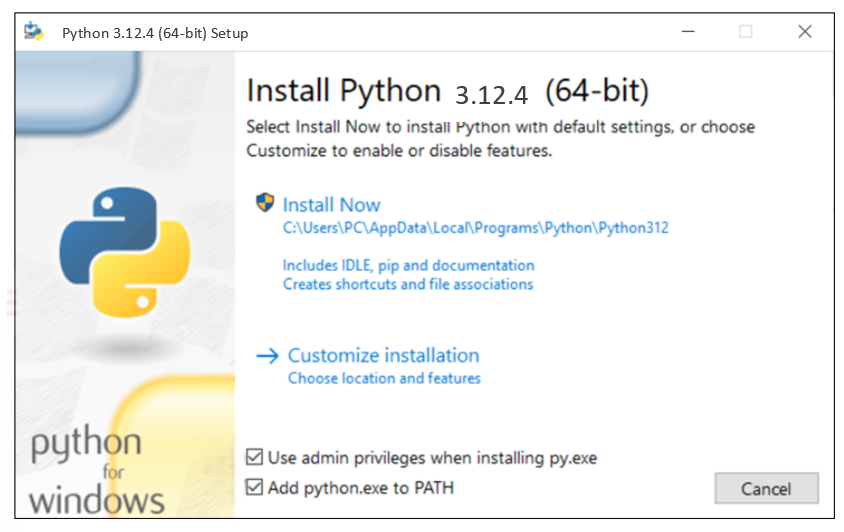 Python 3.12.4 (64-bit) Setup
Install Python 3.12.4 (64-bit)
Select Install Now to install Python with default settings, or choose
Customize to enable or disable features.
Install Now
C:\Users\PC\AppData\Local\Programs\Python\Python312
Includes IDLE, pip and documentation
Creates shortcuts and file associations
Customize installation
Choose location and features
python
for
windows
Use admin privileges when installing py.exe
Add python.exe to PATH
Cancel